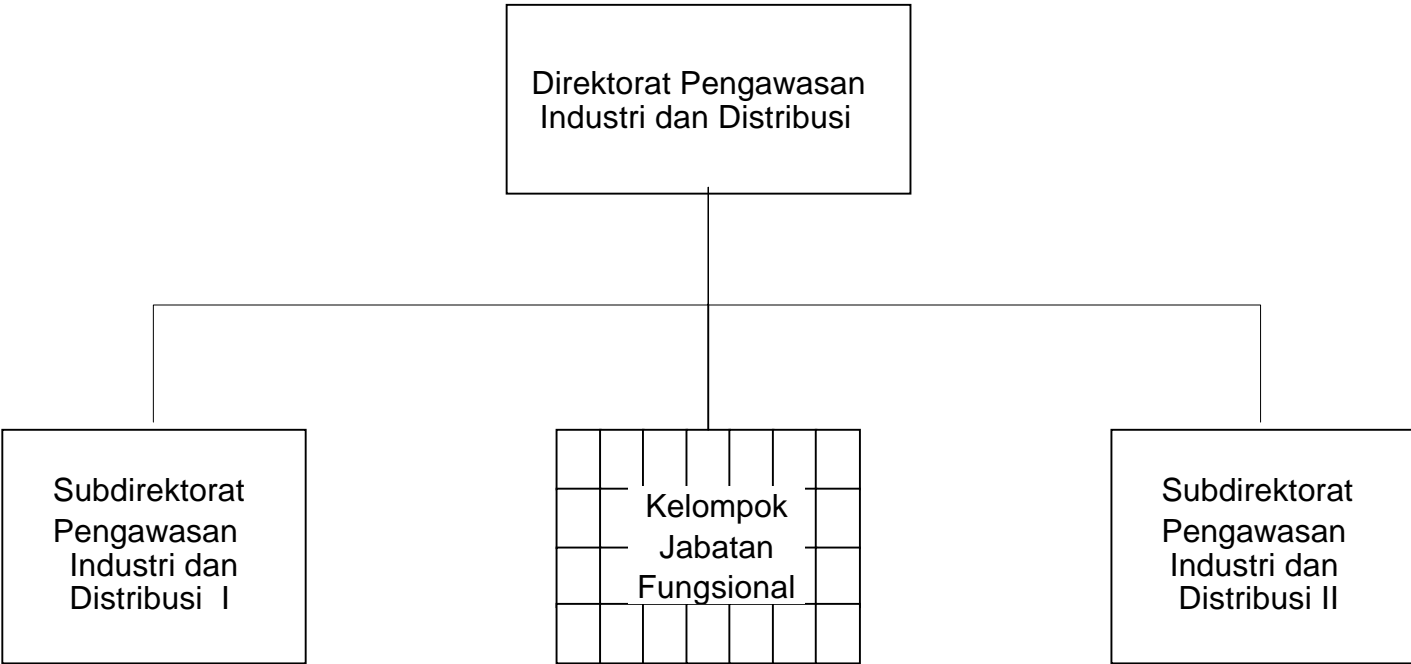 Direktorat Pengawasan
Industri dan Distribusi
Subdirektorat
Pengawasan
Industri dan
Distribusi I
Kelompok
Jabatan
Fungsional
Subdirektorat
Pengawasan
Industri dan
Distribusi II